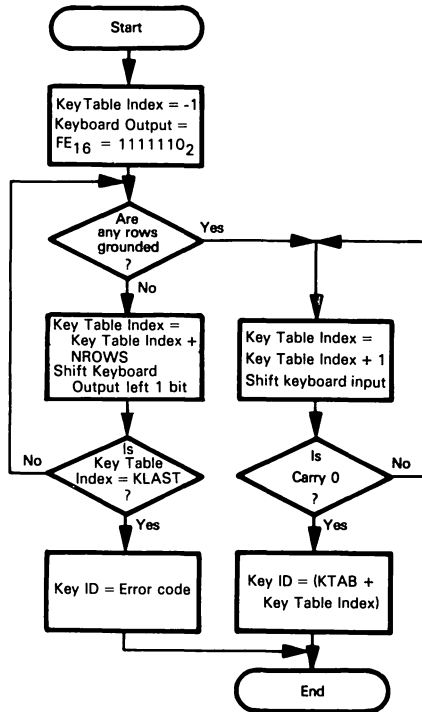 Start
Key Table Index = -1
Keyboard Output =
FE₁₆ = 1111110₂
Are
any rows
grounded
?
Yes
No
Key Table Index =
Key Table Index +
NROWS
Shift Keyboard
Output left 1 bit
Key Table Index =
Key Table Index + 1
Shift keyboard input
Is
Key Table
Index = KLAST
?
No
Yes
Is
Carry 0
?
No
Yes
Key ID = Error code
Key ID = (KTAB +
Key Table Index)
End